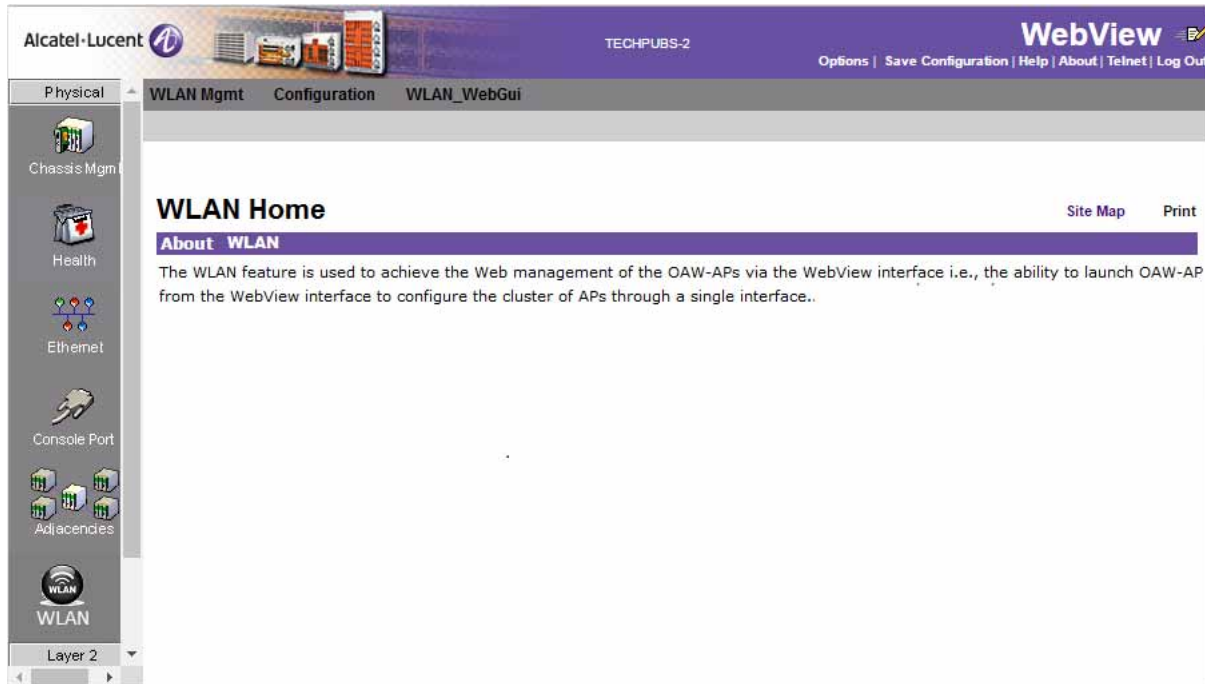 Alcatel·Lucent
TECHPUBS-2
WebView
Options | Save Configuration | Help | About | Telnet | Log Out
Physical
WLAN Mgmt Configuration WLAN_WebGui
Chassis Mgmt
Health
Ethernet
Console Port
Adjacencies
WLAN
WLAN
Layer 2
WLAN Home
Site Map Print
About WLAN
The WLAN feature is used to achieve the Web management of the OAW-APs via the WebView interface i.e., the ability to launch OAW-AP
from the WebView interface to configure the cluster of APs through a single interface..